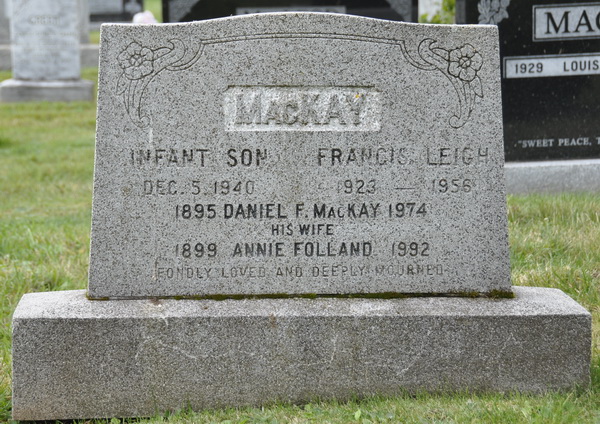 MACKAY
INFANT SON FRANCIS LEIGH
DEC. 5, 1940 1923 — 1956
1895 DANIEL F. MACKAY 1974
HIS WIFE
1899 ANNIE FOLLAND 1992
FONDLY LOVED AND DEEPLY MOURNED
MAC
1929 LOUIS
"SWEET PEACE, T